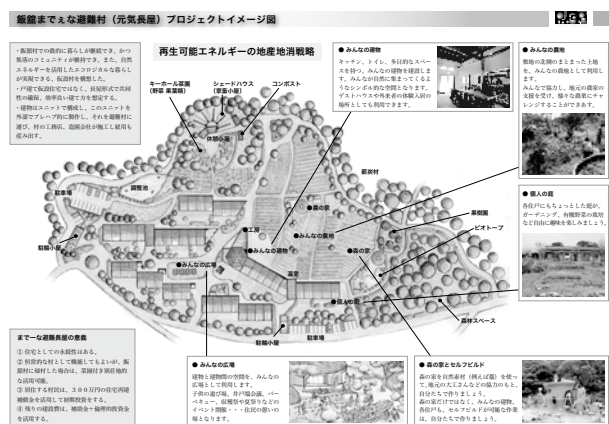 飯舘までぇな避難村（元気長屋）プロジェクトイメージ図
・飯舘村での農的に暮らしが継続でき、かつ
集落のコミュニティが維持でき、また、自然
エネルギーを活用したエコロジカルな暮らし
が実現できる、仮設村を構想した。
・戸建て仮設住宅ではなく、長屋形式で共同
性の確保、効率良い建て方を想定する。
・建物はユニットで構成し、このユニットを
外部でプレハブ的に製作し、それを避難村に
運び、村の工務店、造園会社が施工し雇用も
産み出す。
再生可能エネルギーの地産地消戦略
キーホール菜園
（野菜 果菜類）
シェードハウス
（家畜小屋）
コンポスト
休憩小屋
● みんなの建物
キッチン、トイレ、多目的なスペー
スを持つ、みんなの建物を建設しま
す。みんなが自然に集まってくるよ
うなシンボル的な空間となります。
ゲストハウスや外来者の体験入居の
場所としても利用できます。
● みんなの農地
敷地の北側のまとまった土地
を、みんなの農地として利用し
ます。
みんなで協力し、地元の農家の
支援を受け、様々な農業にチャ
レンジすることができます。
薪炭材
駐車場
調整池
●農の家
果樹園
●工房
●みんなの農地
ビオトープ
駐輪小屋
●みんなの建物
●森の家
●みんなの広場
温室
●個人の庭
森林スペース
駐輪小屋
駐車場
● 個人の庭
各住戸にもちょっとした庭が。
ガーデニング、有機野菜の栽培
など自由に趣味を楽しみましょう。
までーな避難長屋の意義
① 住宅としての永続性はある。
② 恒常的な村として機能してもよいが、飯
舘村に帰村した場合は、菜園付き別荘地的
な活用可能。
③ 居住する村民は、３００万円の住宅再建
補償金を活用して初期投資をする。
④ 残りの建設費は、補助金＋倫理的投資金
を活用する。
● みんなの広場
建物と建物間の空間を、みんなの
広場として利用します。
子供の遊び場、井戸端会議、バー
ベキュー、収穫祭や夏祭りなどの
イベント開催・・・住民の憩いの
場となります。
● 森の家とセルフビルド
森の家を自然素材（例えば藁）を使っ
て、地元の大工さんなどの協力のもと、
自分たちで作りましょう。
森の家だけではなく、みんなの建物、
各住戸も、セルフビルドが可能な作業
は、自分たちで作りましょう。